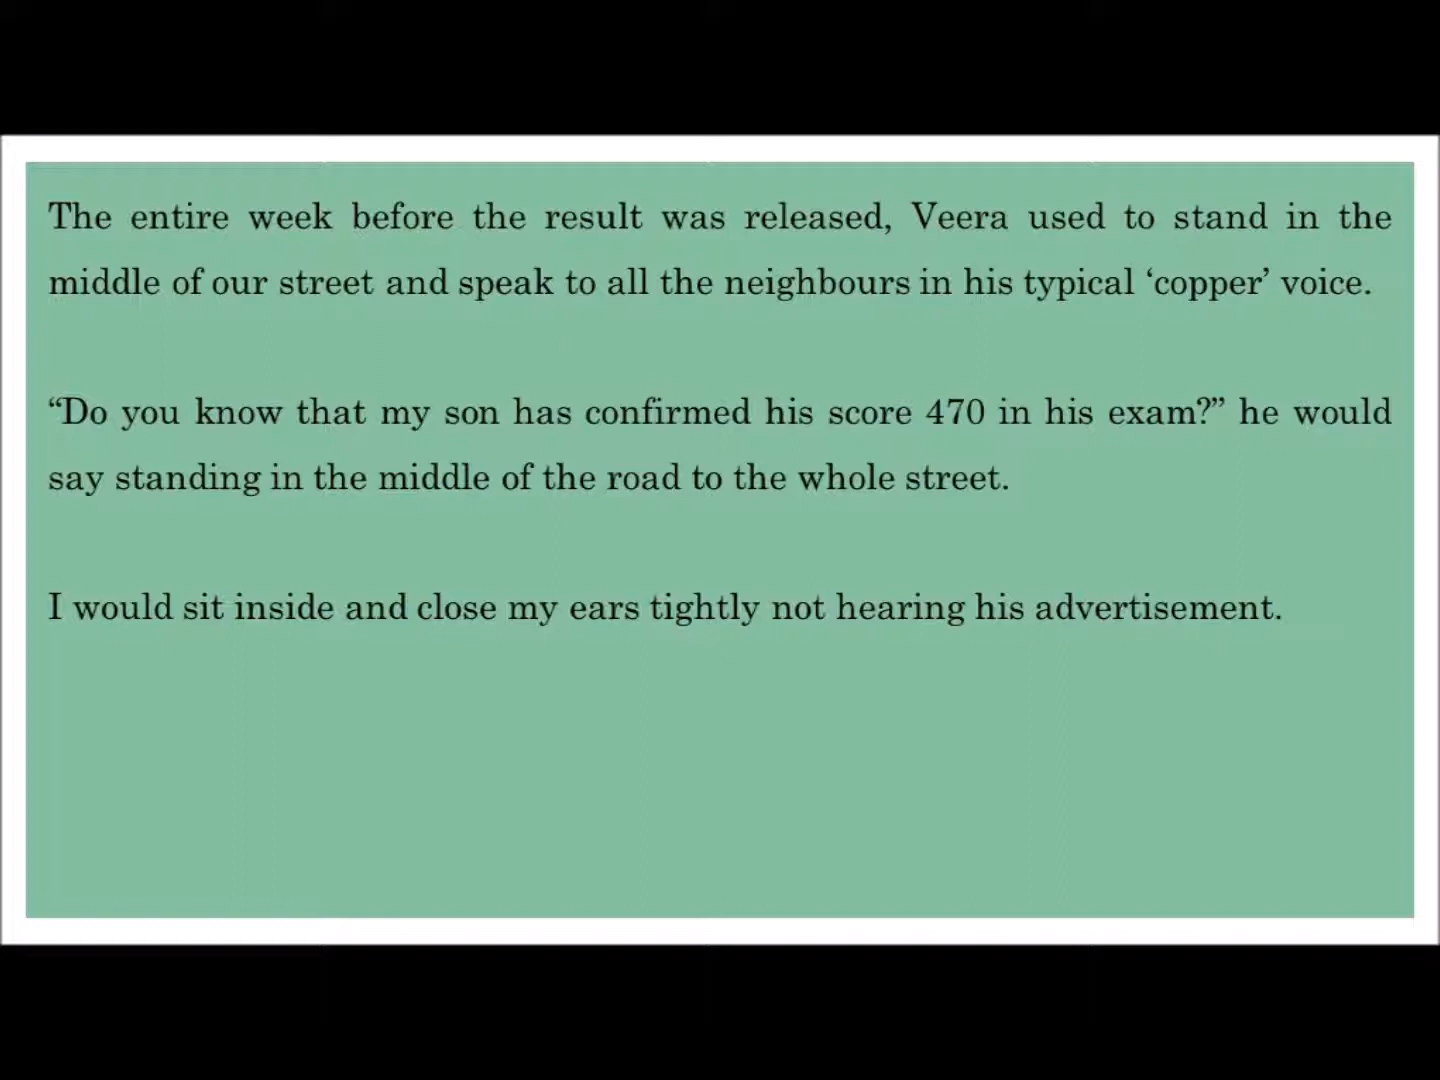 The entire week before the result was released, Veera used to stand in the
middle of our street and speak to all the neighbours in his typical ‘copper’ voice.
“Do you know that my son has confirmed his score 470 in his exam?” he would
say standing in the middle of the road to the whole street.
I would sit inside and close my ears tightly not hearing his advertisement.